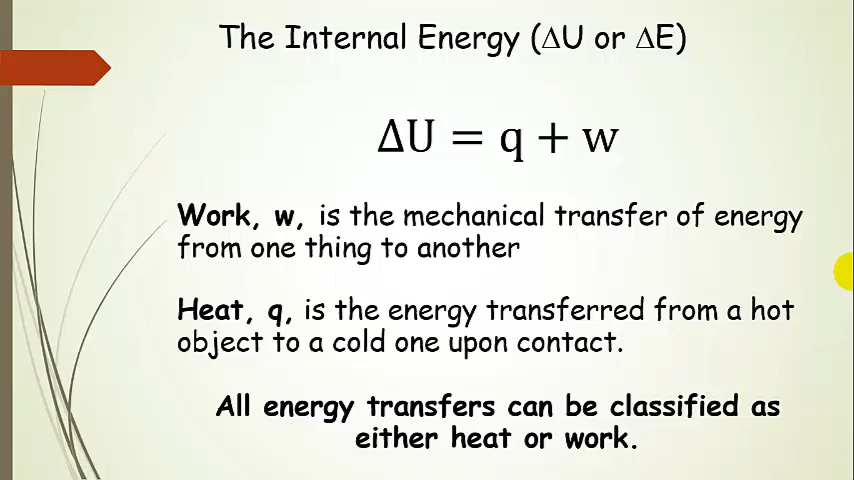 The Internal Energy (ΔU or ΔE)
ΔU = q + w
Work, w, is the mechanical transfer of energy
from one thing to another
Heat, q, is the energy transferred from a hot
object to a cold one upon contact.
All energy transfers can be classified as
either heat or work.